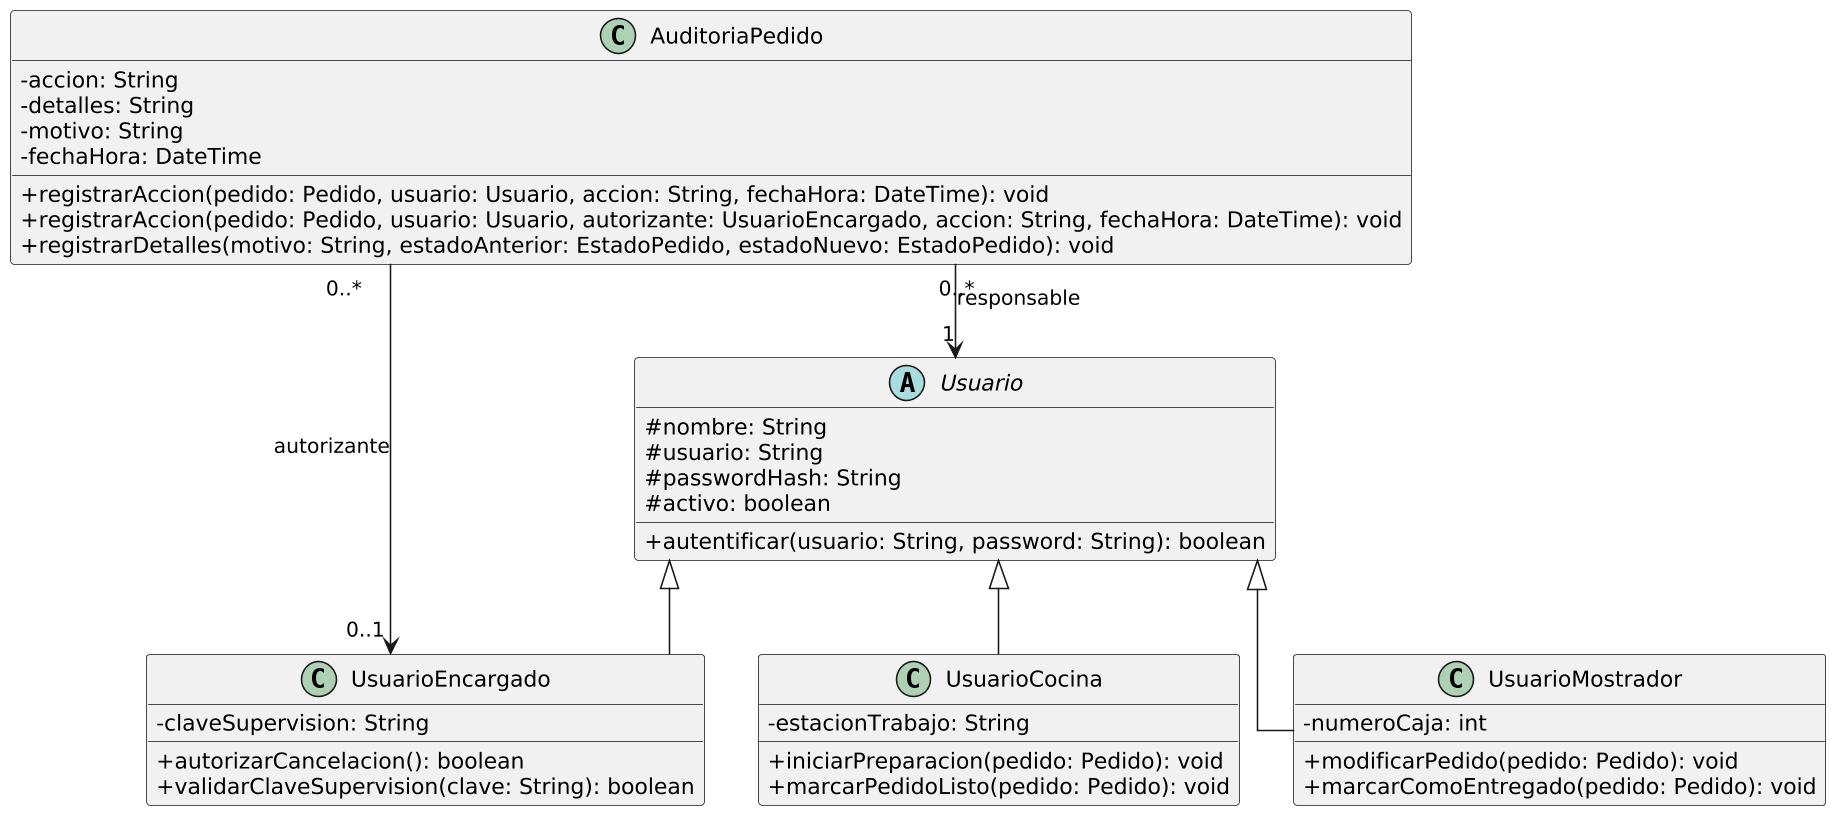 C AuditoriaPedido
-accion: String
-detalles: String
-motivo: String
-fechaHora: DateTime
+registrarAccion(pedido: Pedido, usuario: Usuario, accion: String, fechaHora: DateTime): void
+registrarAccion(pedido: Pedido, usuario: Usuario, autorizante: UsuarioEncargado, accion: String, fechaHora: DateTime): void
+registrarDetalles(motivo: String, estadoAnterior: EstadoPedido, estadoNuevo: EstadoPedido): void
0..*
0..*
responsable
1
A Usuario
#nombre: String
#usuario: String
#passwordHash: String
#activo: boolean
+autentificar(usuario: String, password: String): boolean
autorizante
0..1
C UsuarioEncargado
-claveSupervision: String
+autorizarCancelacion(): boolean
+validarClaveSupervision(clave: String): boolean
C UsuarioCocina
-estacionTrabajo: String
+iniciarPreparacion(pedido: Pedido): void
+marcarPedidoListo(pedido: Pedido): void
C UsuarioMostrador
-numeroCaja: int
+modificarPedido(pedido: Pedido): void
+marcarComoEntregado(pedido: Pedido): void